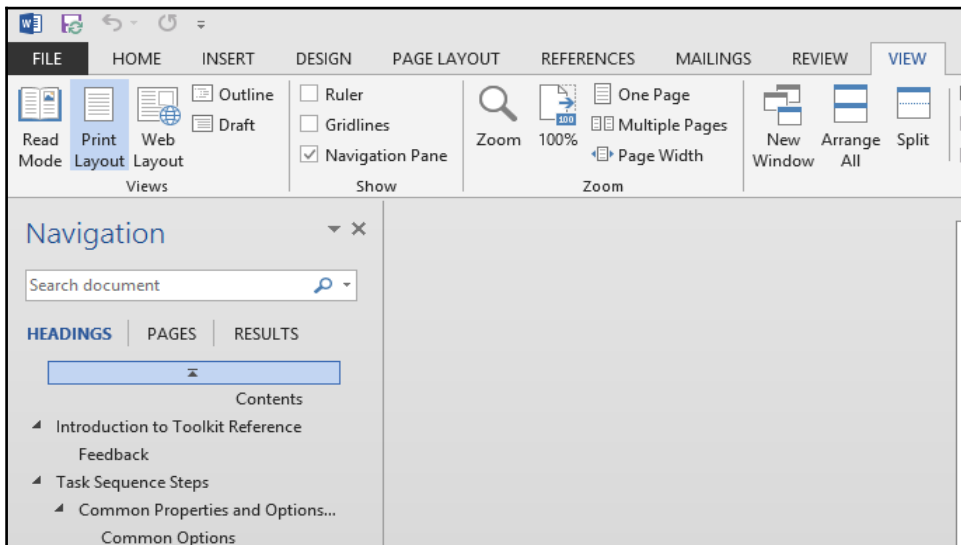 FILE HOME INSERT DESIGN PAGE LAYOUT REFERENCES MAILINGS REVIEW VIEW
Read Mode
Print Layout
Web Layout
Outline
Draft
Views
Ruler
Gridlines
Navigation Pane
Show
Zoom
100
100%
One Page
Multiple Pages
Page Width
Zoom
New Window
Arrange All
Split
Navigation
Search document
HEADINGS PAGES RESULTS
Contents
Introduction to Toolkit Reference
Feedback
Task Sequence Steps
Common Properties and Options...
Common Options